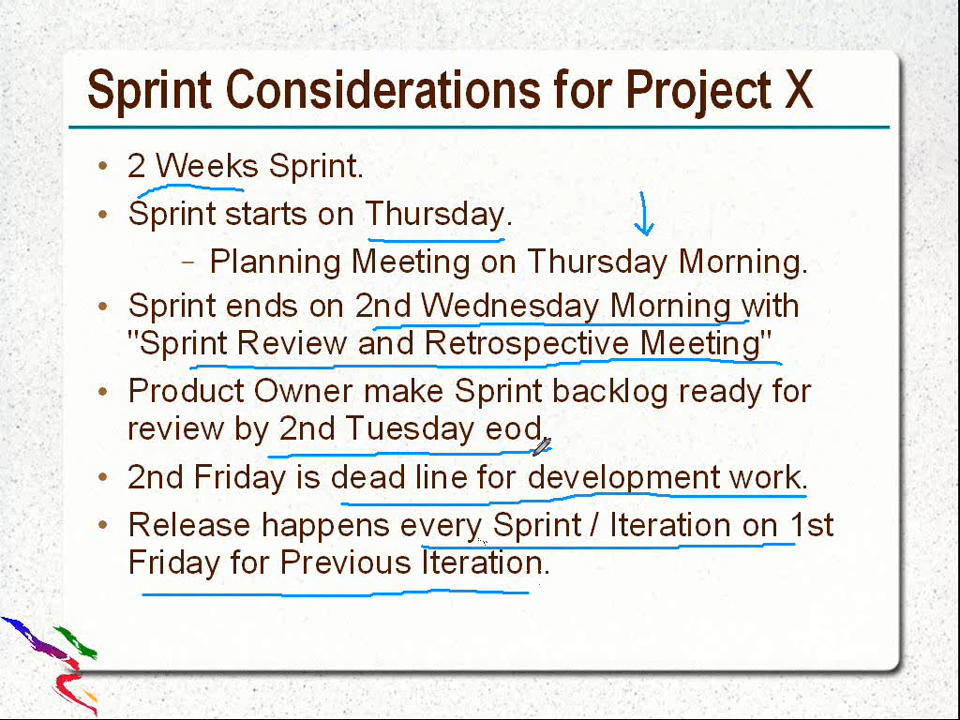 Sprint Considerations for Project X
• 2 Weeks Sprint.
• Sprint starts on Thursday.
– Planning Meeting on Thursday Morning.
• Sprint ends on 2nd Wednesday Morning with
"Sprint Review and Retrospective Meeting"
• Product Owner make Sprint backlog ready for
review by 2nd Tuesday eod.
• 2nd Friday is dead line for development work.
• Release happens every Sprint / Iteration on 1st
Friday for Previous Iteration.